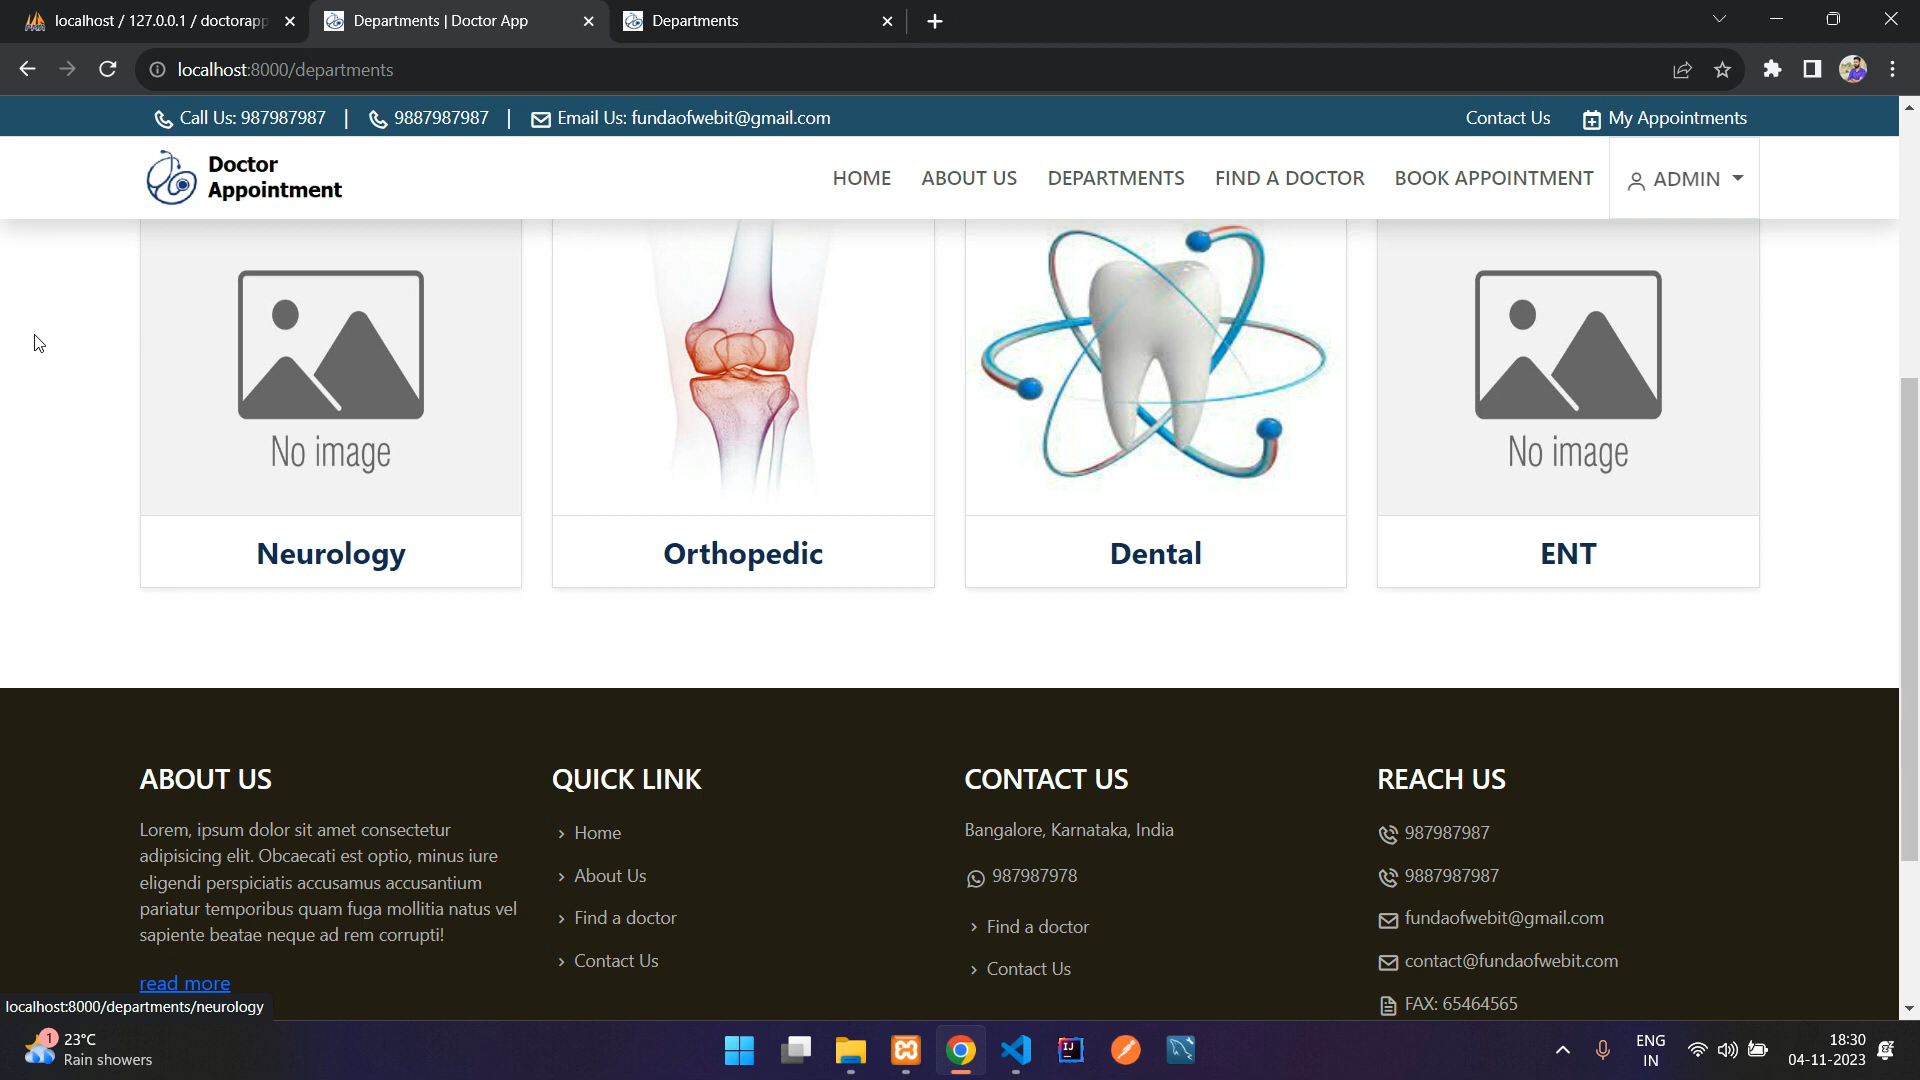 localhost / 127.0.0.1 / doctorapp
Departments | Doctor App
Departments
localhost:8000/departments
Call Us: 987987987 | 9887987987 | Email Us: fundaofwebit@gmail.com
Contact Us
My Appointments
Doctor
Appointment
HOME
ABOUT US
DEPARTMENTS
FIND A DOCTOR
BOOK APPOINTMENT
ADMIN
No image
No image
Neurology
Orthopedic
Dental
ENT
ABOUT US
Lorem, ipsum dolor sit amet consectetur
adipisicing elit. Obcaecati est optio, minus iure
eligendi perspiciatis accusamus accusantium
pariatur temporibus quam fuga mollitia natus vel
sapiente beatae neque ad rem corrupti!
read more
QUICK LINK
Home
About Us
Find a doctor
Contact Us
CONTACT US
Bangalore, Karnataka, India
987987978
Find a doctor
Contact Us
REACH US
987987987
9887987987
fundaofwebit@gmail.com
contact@fundaofwebit.com
FAX: 65464565
localhost:8000/departments/neurology
1
23°C
Rain showers
IJ
ENG
IN
18:30
04-11-2023